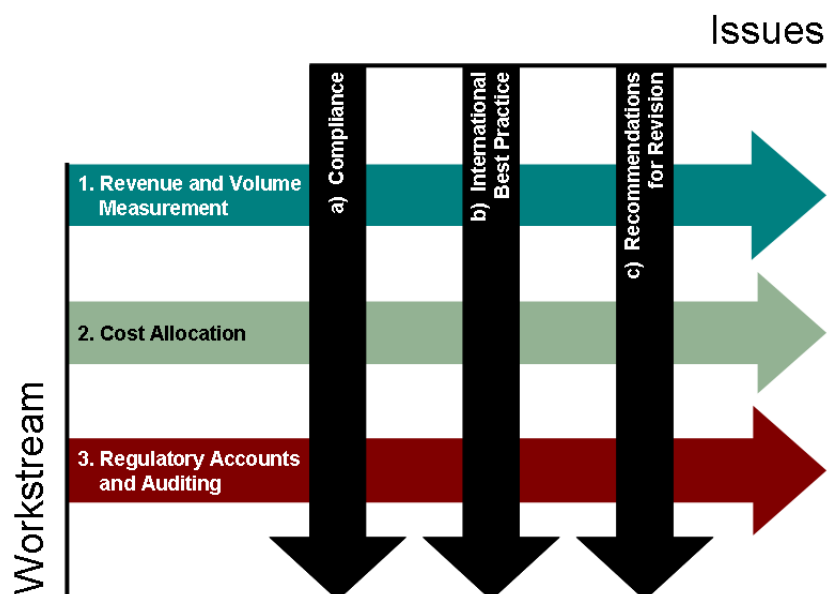 Issues
a) Compliance
b) International
Best Practice
c) Recommendations
for Revision
1. Revenue and Volume
Measurement
2. Cost Allocation
3. Regulatory Accounts
and Auditing
Workstream